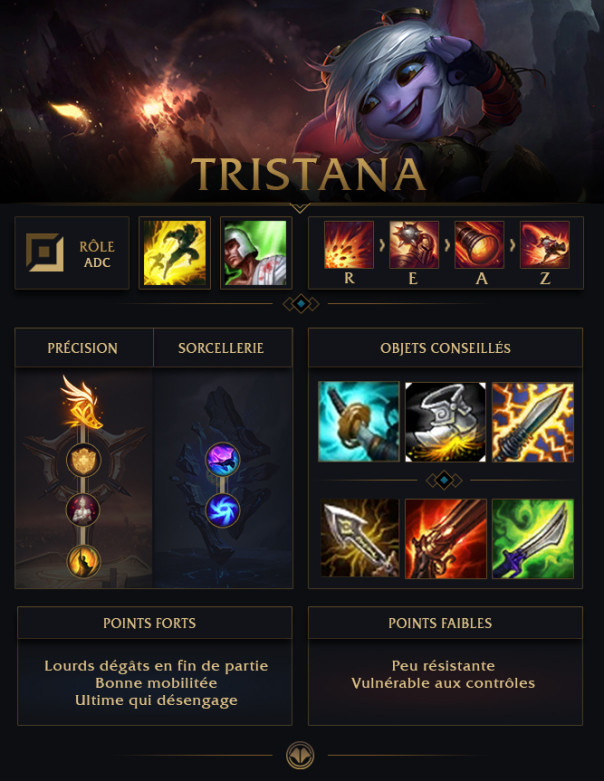 TRISTANA
RÔLE
ADC
R E A Z
PRÉCISION
SORCELLERIE
OBJETS CONSEILLÉS
POINTS FORTS
Lourds dégâts en fin de partie
Bonne mobilitée
Ultime qui désengage
POINTS FAIBLES
Peu résistante
Vulnérable aux contrôles